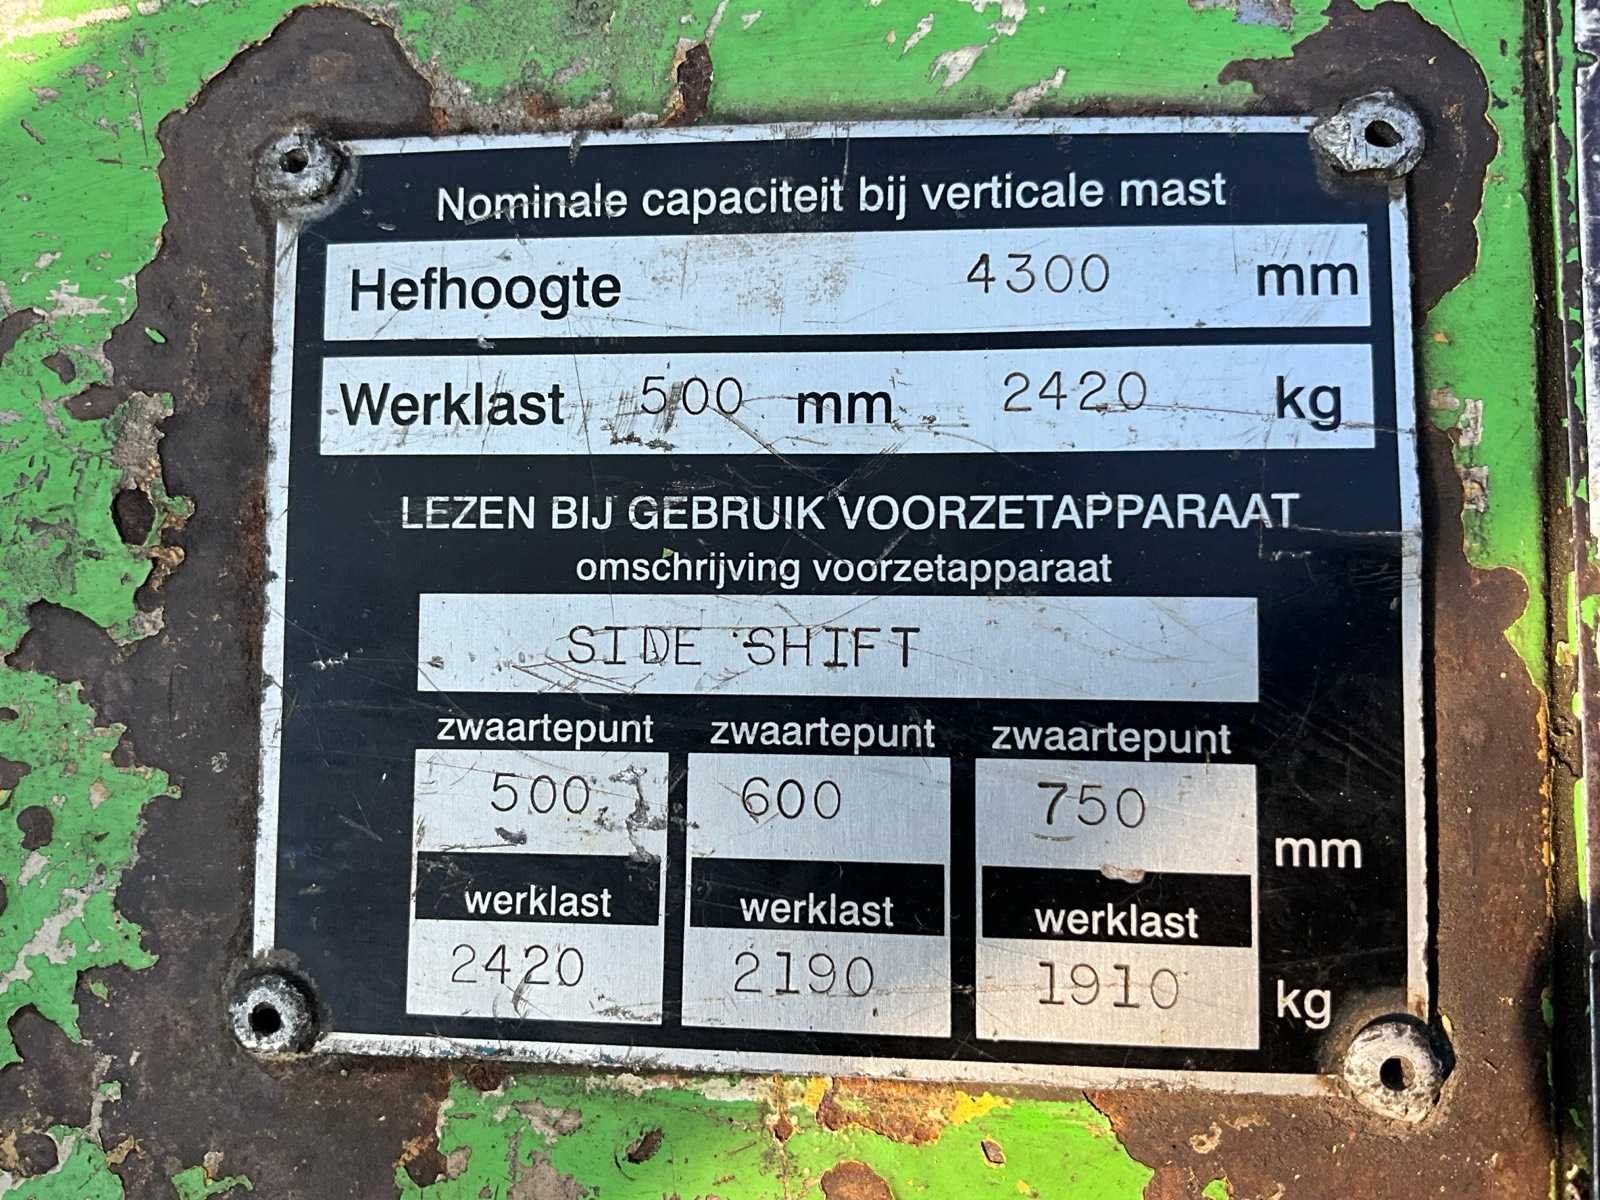 Nominale capaciteit bij verticale mast
Hefhoogte 4300 mm
Werklast 500 mm 2420 kg
LEZEN BIJ GEBRUIK VOORZETAPPARAAT
omschrijving voorzetapparaat
SIDE SHIFT
zwaartepunt zwaartepunt zwaartepunt
500 600 750 mm
werklast werklast werklast
2420 2190 1910 kg